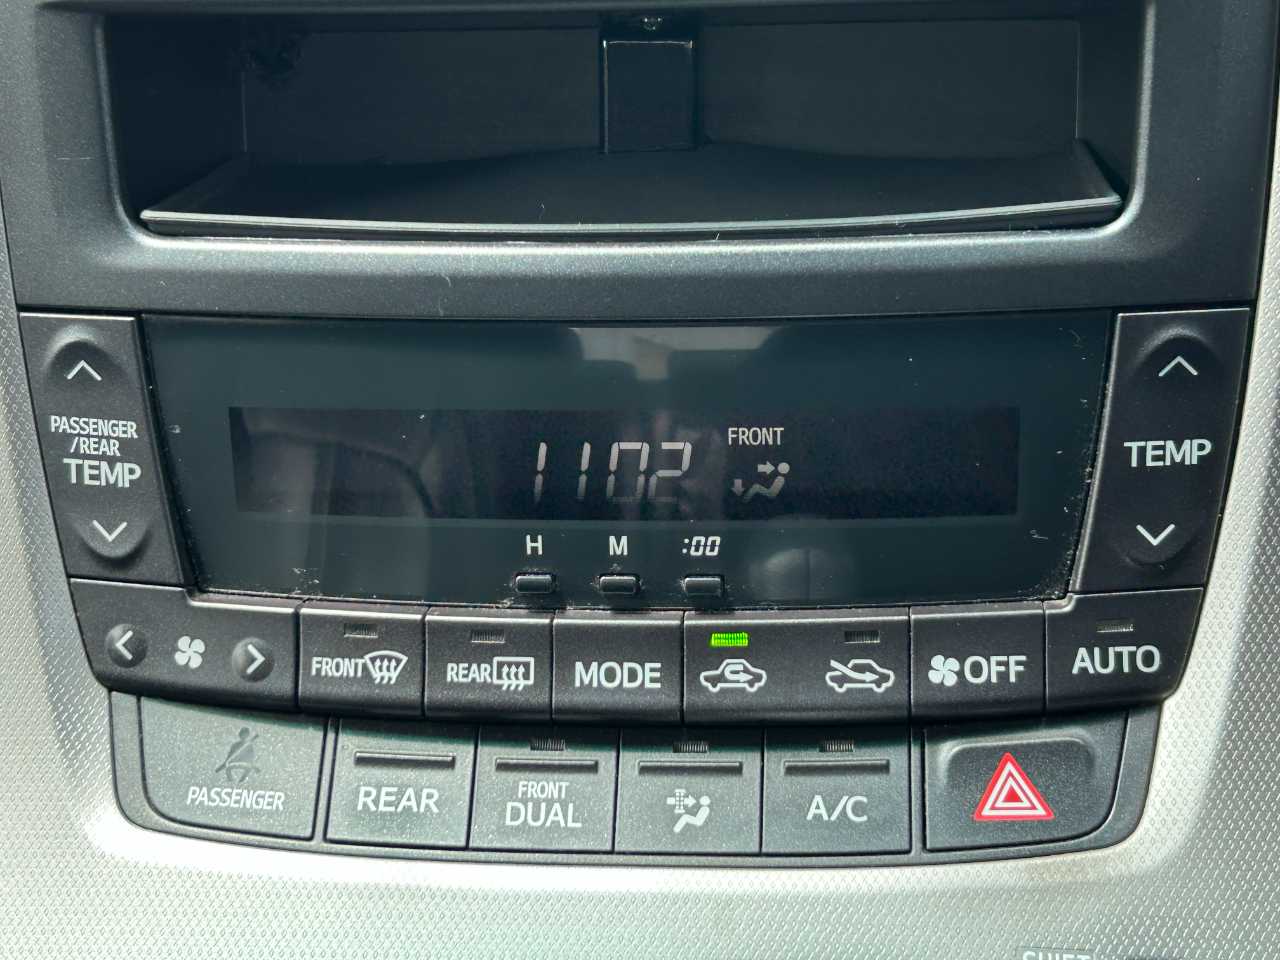 FRONT
1102
PASSENGER
/REAR
TEMP
TEMP
H M :00
FRONT REAR MODE OFF AUTO
PASSENGER
REAR
FRONT
DUAL
A/C